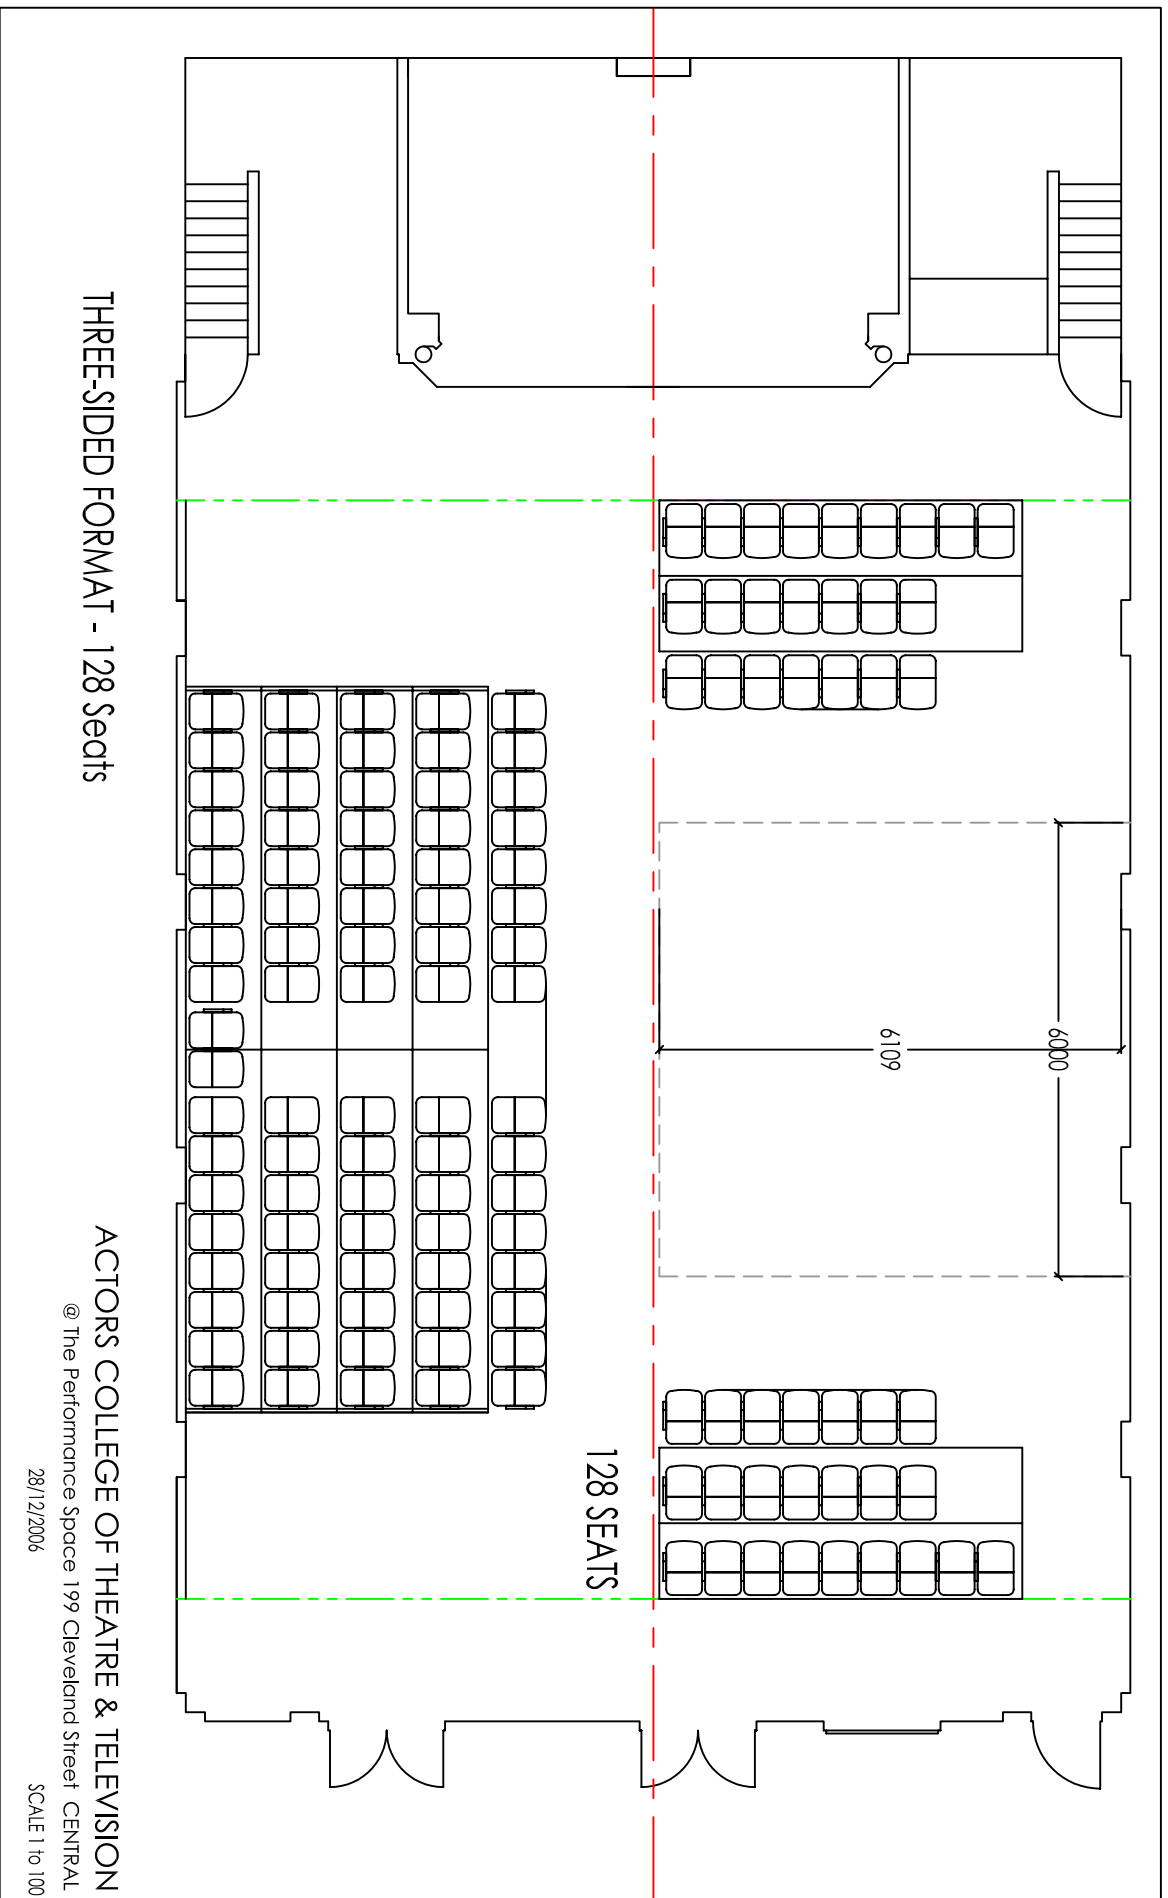 6000
6109
128 SEATS
THREE-SIDED FORMAT - 128 Seats
ACTORS COLLEGE OF THEATRE & TELEVISION
@ The Performance Space 199 Cleveland Street CENTRAL
28/12/2006
SCALE 1 to 100